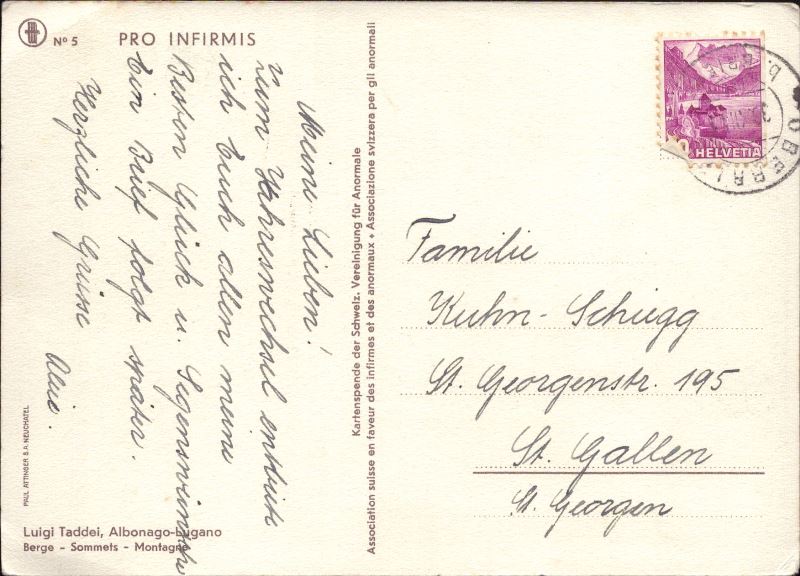 Nº 5 PRO INFIRMIS
Meine Lieben!
zum Jahreswechsel entbiete
ich Euch allen meine
Besten Glück u. Segenswünsche
Ein Brief folgt später.
Herzliche Grüsse
PAUL ATTINGER S.A. NEUCHATEL
Luigi Taddei, Albonago-Lugano
Berge - Sommets - Montagne
Kartenspende der Schweiz. Vereinigung für Anormale
Association suisse en faveur des infirmes et des anormaux • Associazione svizzera per gli anormali
HELVETIA
Familie
Kuhn-Schiegg
St. Georgenstr. 195
St. Gallen
St. Georgen